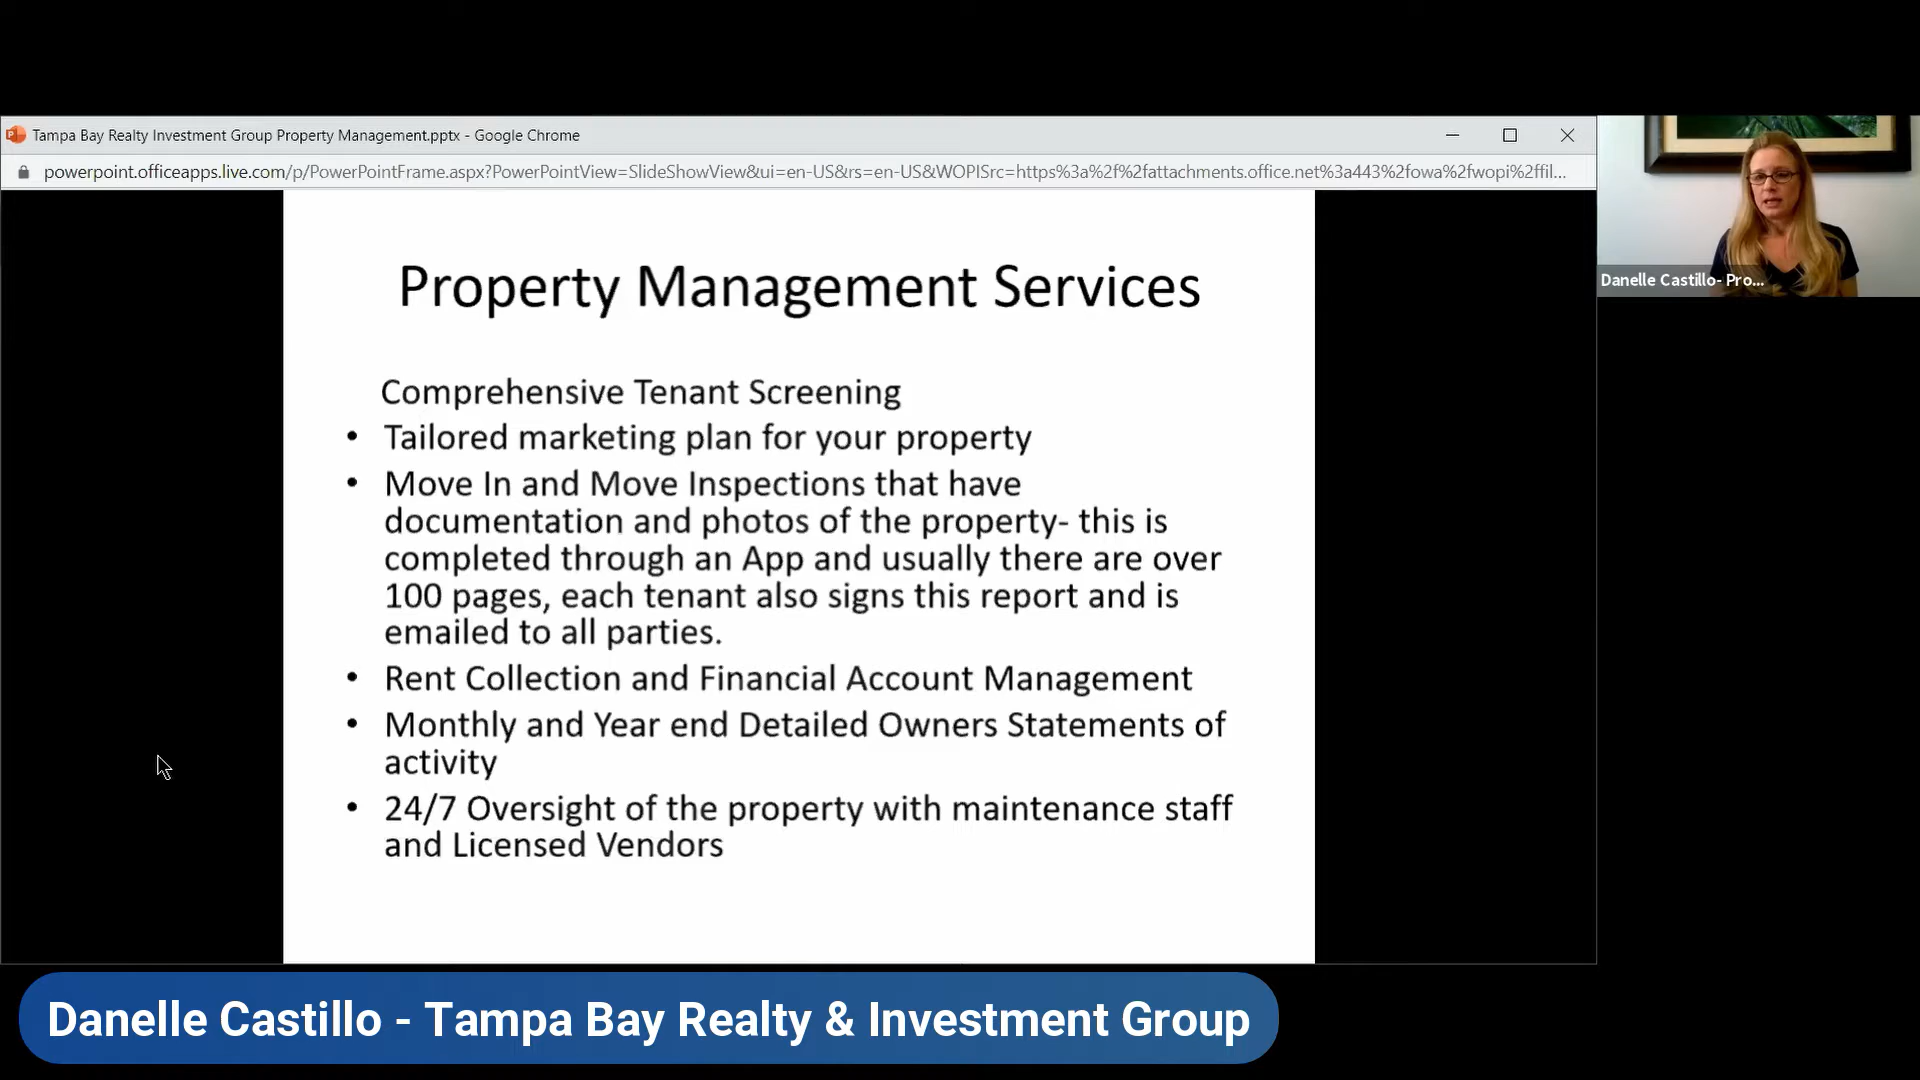 Tampa Bay Realty Investment Group Property Management.pptx - Google Chrome
powerpoint.officeapps.live.com/p/PowerPointFrame.aspx?PowerPointView=SlideShowView&ui=en-US&rs=en-US&WOPISrc=https%3a%2f%2fattachments.office.net%3a443%2fowa%2fwopi%2ffil...
Property Management Services
Comprehensive Tenant Screening
• Tailored marketing plan for your property
• Move In and Move Inspections that have
documentation and photos of the property- this is
completed through an App and usually there are over
100 pages, each tenant also signs this report and is
emailed to all parties.
• Rent Collection and Financial Account Management
• Monthly and Year end Detailed Owners Statements of
activity
• 24/7 Oversight of the property with maintenance staff
and Licensed Vendors
Danelle Castillo- Pro...
Danelle Castillo - Tampa Bay Realty & Investment Group